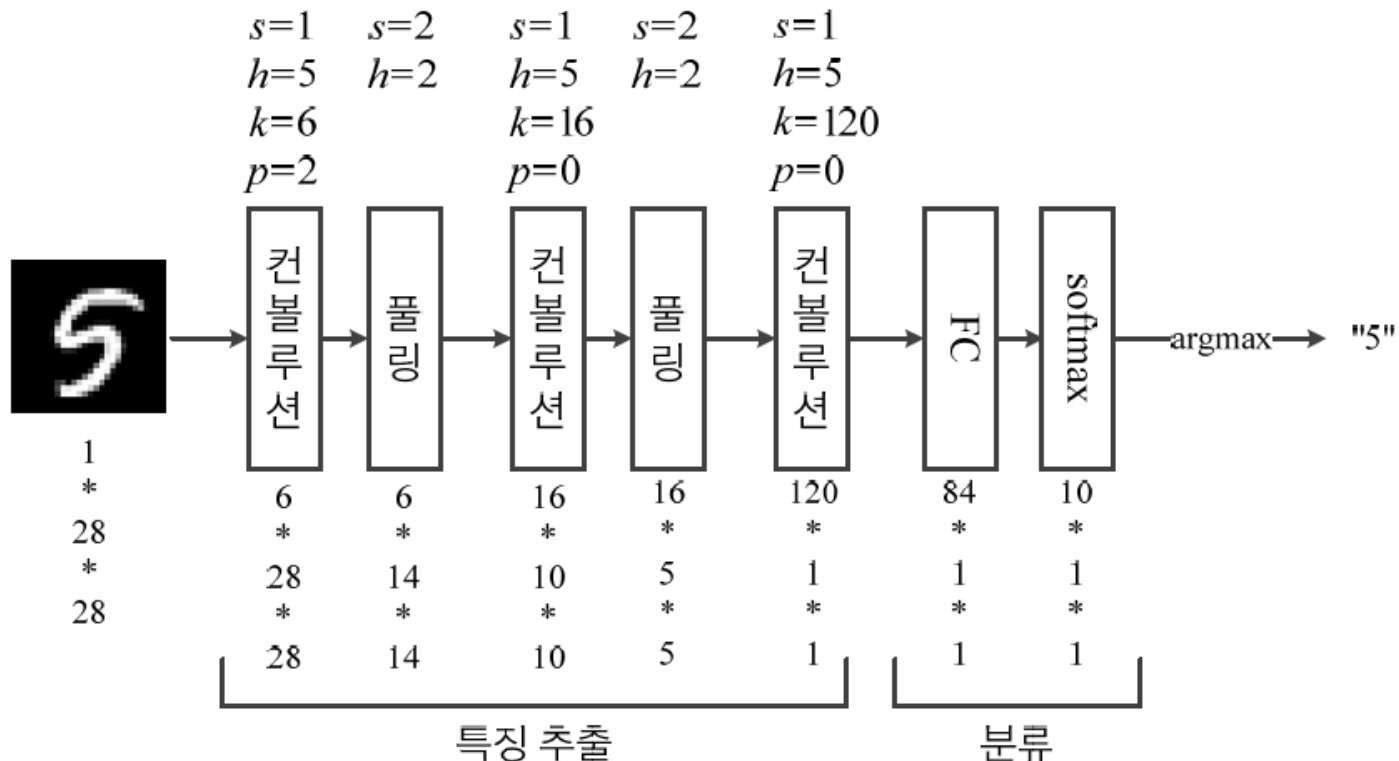 s=1 s=2 s=1 s=2 s=1
h=5 h=2 h=5 h=2 h=5
k=6 k=16 k=120
p=2 p=0 p=0
컨볼루션
풀링
컨볼루션
풀링
컨볼루션
FC
softmax
argmax
"5"
1
*
28
*
28
6 6 16 16 120 84 10
* * * * * * *
28 14 10 5 1 1 1
* * * * * * *
28 14 10 5 1 1 1
특징 추출 분류